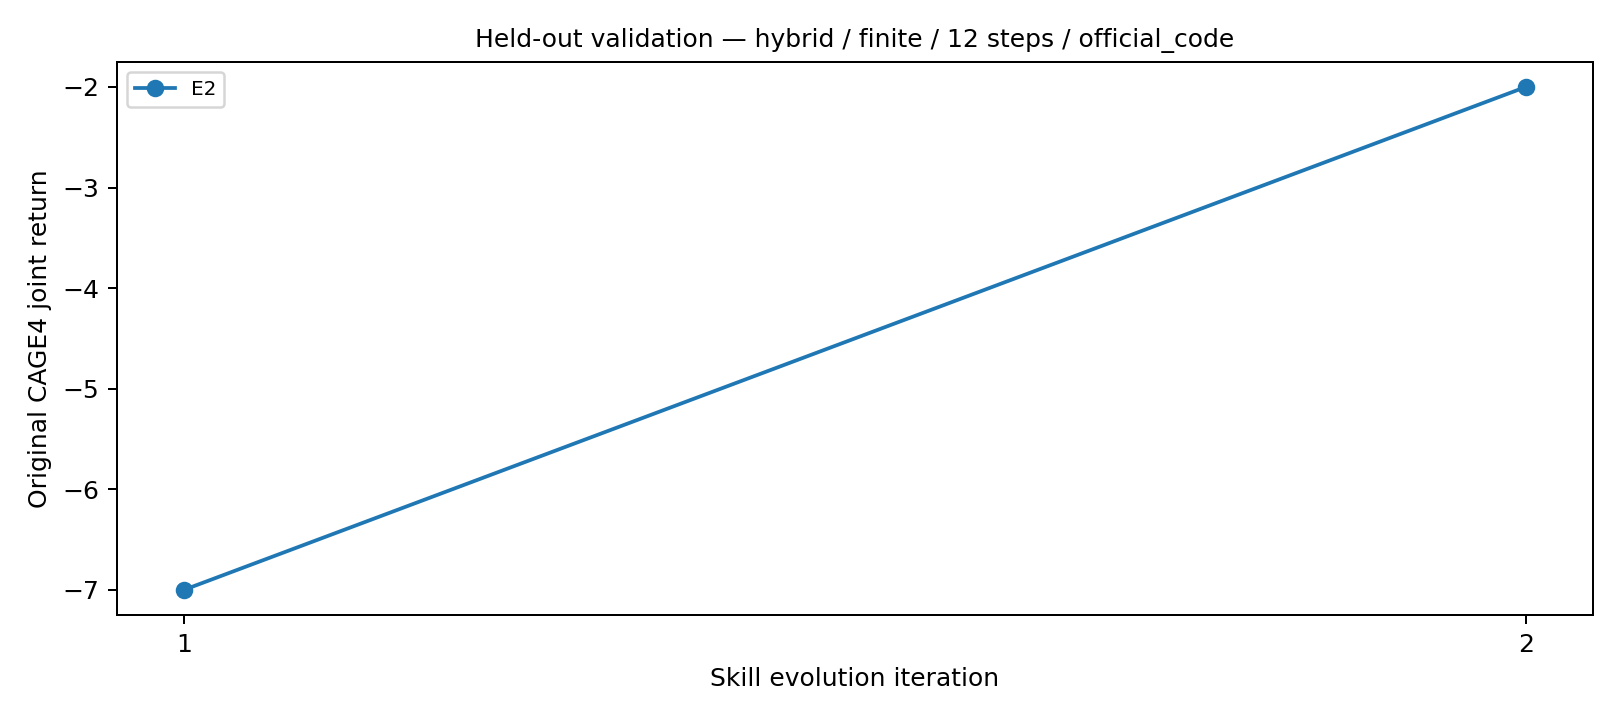 Held-out validation — hybrid / finite / 12 steps / official_code
E2
Original CAGE4 joint return
−2
−3
−4
−5
−6
−7
1 2
Skill evolution iteration